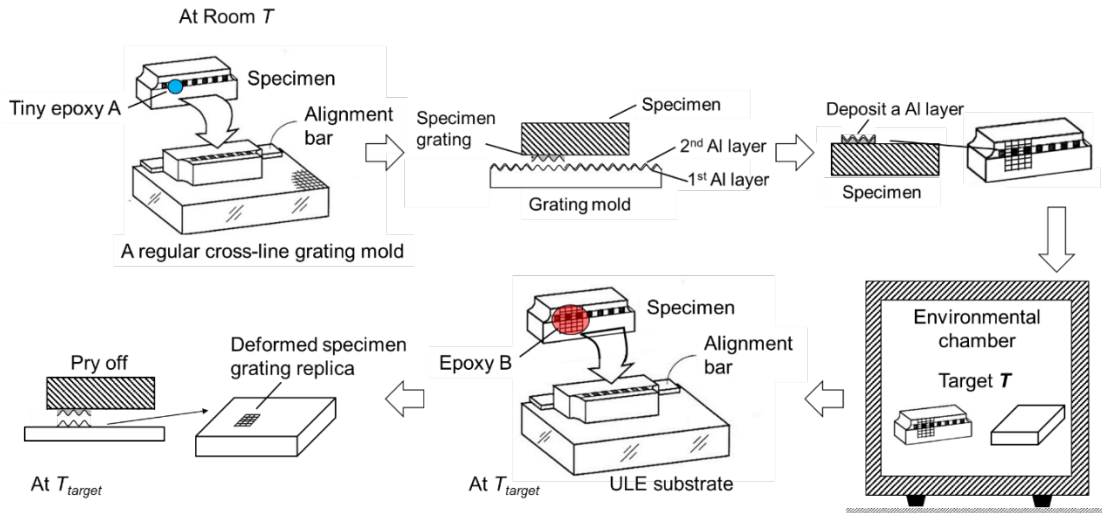 At Room T
Specimen
Tiny epoxy A
Alignment
bar
A regular cross-line grating mold
Specimen
grating
Specimen
2nd Al layer
1st Al layer
Grating mold
Deposit a Al layer
Specimen
Environmental
chamber
Target T
Specimen
Epoxy B
Alignment
bar
At Ttarget
ULE substrate
Pry off
Deformed specimen
grating replica
At Ttarget